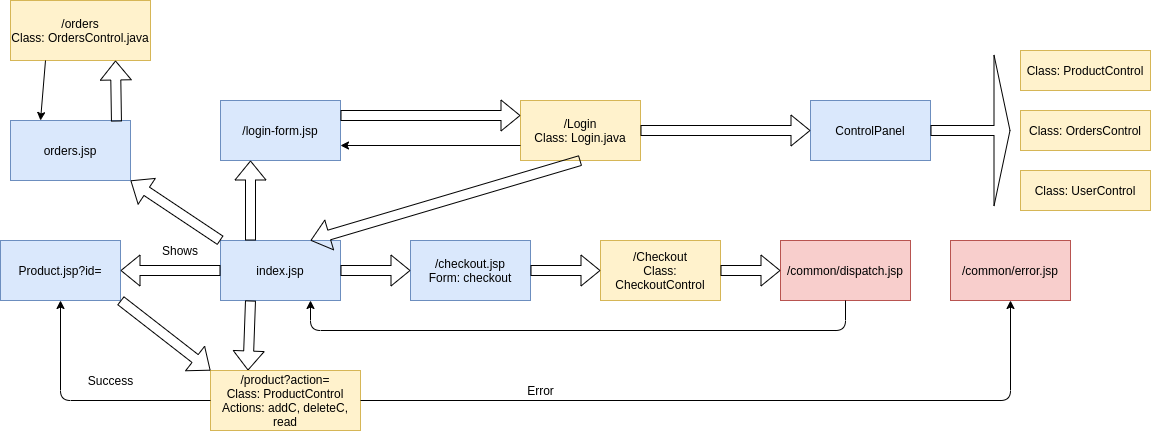 /orders
Class: OrdersControl.java
orders.jsp
/login-form.jsp
/Login
Class: Login.java
ControlPanel
Class: ProductControl
Class: OrdersControl
Class: UserControl
Shows
Product.jsp?id=
index.jsp
/checkout.jsp
Form: checkout
/Checkout
Class:
CheckoutControl
/common/dispatch.jsp
/common/error.jsp
Success
/product?action=
Class: ProductControl
Actions: addC, deleteC,
read
Error